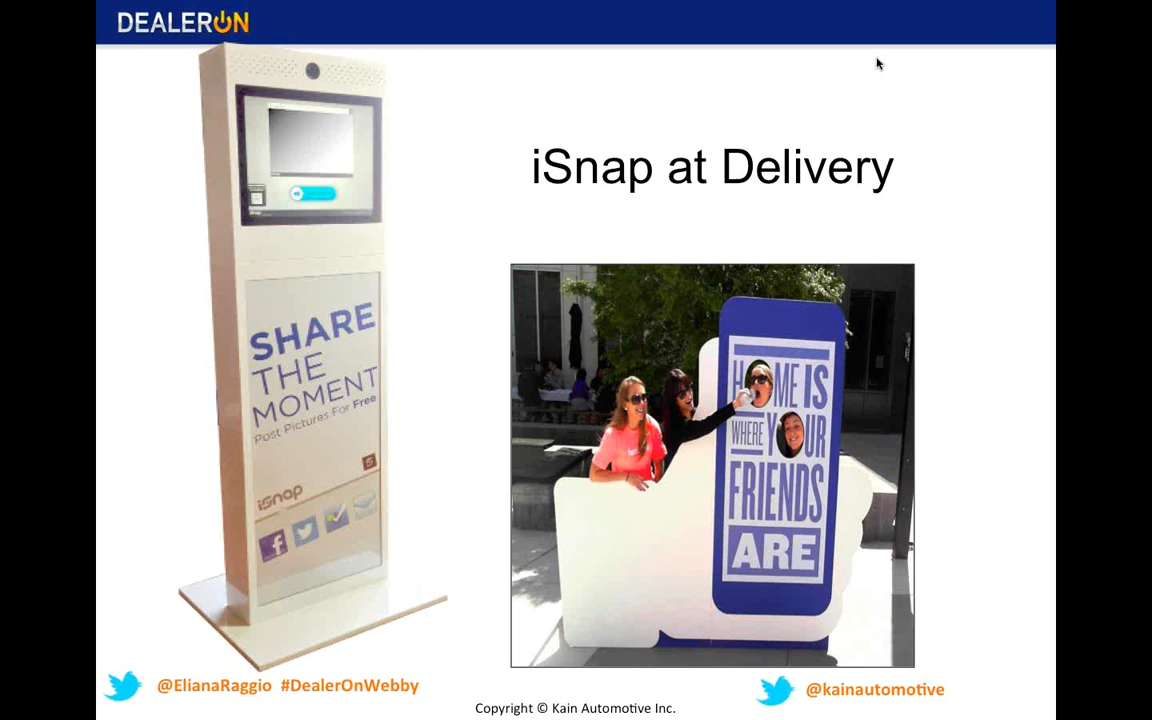 DEALERON
iSnap at Delivery
SHARE
THE
MOMENT
Post Pictures For Free
iSnap
HOME IS
WHERE YOUR
FRIENDS
ARE
@ElianaRaggio #DealerOnWebby
@kainautomotive
Copyright © Kain Automotive Inc.